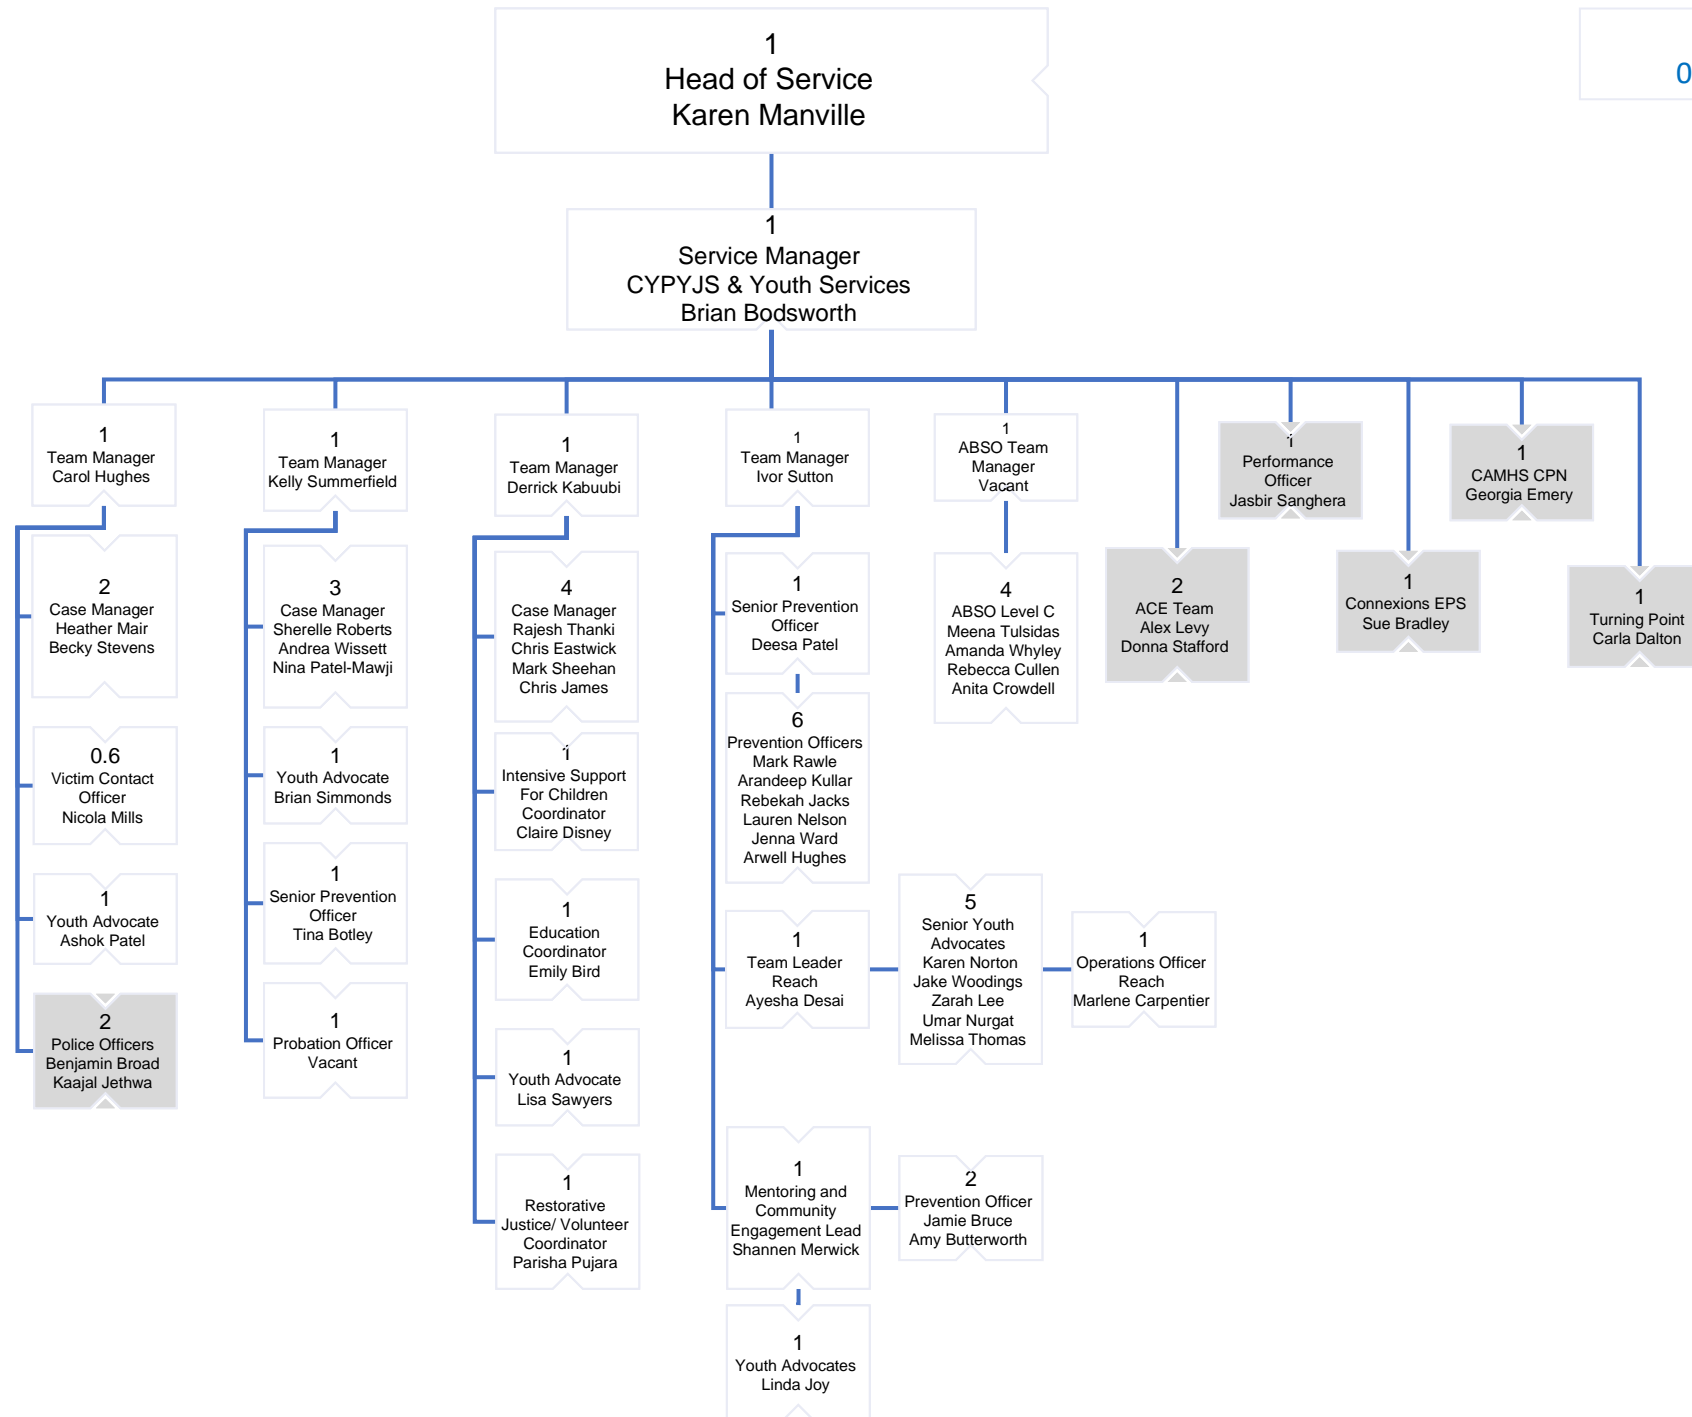 1
Head of Service
Karen Manville
0
1
Service Manager
CYPYJS & Youth Services
Brian Bodsworth
1
Team Manager
Carol Hughes
1
Team Manager
Kelly Summerfield
1
Team Manager
Derrick Kabuubi
1
Team Manager
Ivor Sutton
1
ABSO Team
Manager
Vacant
1
Performance
Officer
Jasbir Sanghera
1
CAMHS CPN
Georgia Emery
2
Case Manager
Heather Mair
Becky Stevens
3
Case Manager
Sherelle Roberts
Andrea Wissett
Nina Patel-Mawji
4
Case Manager
Rajesh Thanki
Chris Eastwick
Mark Sheehan
Chris James
1
Senior Prevention
Officer
Deesa Patel
4
ABSO Level C
Meena Tulsidas
Amanda Whyley
Rebecca Cullen
Anita Crowdell
2
ACE Team
Alex Levy
Donna Stafford
1
Connexions EPS
Sue Bradley
1
Turning Point
Carla Dalton
0.6
Victim Contact
Officer
Nicola Mills
1
Youth Advocate
Brian Simmonds
1
Intensive Support
For Children
Coordinator
Claire Disney
6
Prevention Officers
Mark Rawle
Arandeep Kullar
Rebekah Jacks
Lauren Nelson
Jenna Ward
Arwell Hughes
1
Youth Advocate
Ashok Patel
1
Senior Prevention
Officer
Tina Botley
1
Education
Coordinator
Emily Bird
1
Team Leader
Reach
Ayesha Desai
5
Senior Youth
Advocates
Karen Norton
Jake Woodings
Zarah Lee
Umar Nurgat
Melissa Thomas
1
Operations Officer
Reach
Marlene Carpentier
2
Police Officers
Benjamin Broad
Kaajal Jethwa
1
Probation Officer
Vacant
1
Youth Advocate
Lisa Sawyers
1
Restorative
Justice/ Volunteer
Coordinator
Parisha Pujara
1
Mentoring and
Community
Engagement Lead
Shannen Merwick
2
Prevention Officer
Jamie Bruce
Amy Butterworth
1
Youth Advocates
Linda Joy